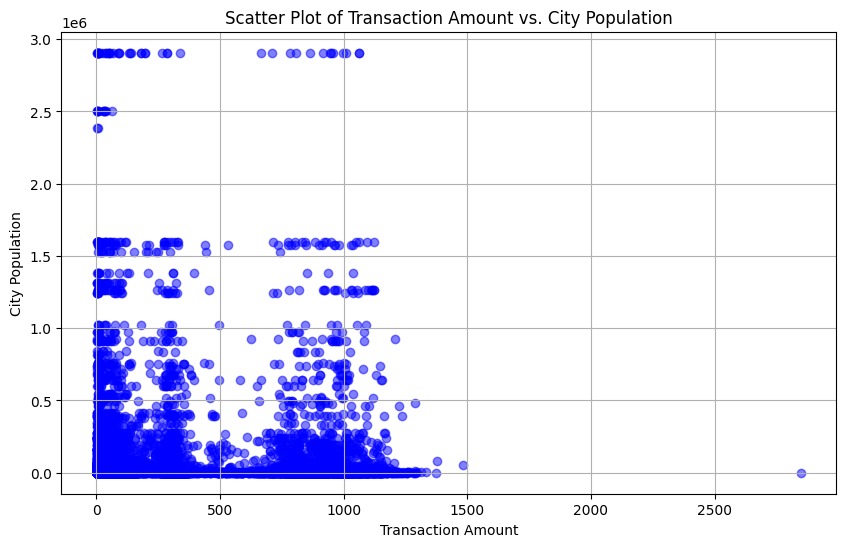 Scatter Plot of Transaction Amount vs. City Population
1e6
3.0
2.5
2.0
1.5
1.0
0.5
0.0
City Population
0 500 1000 1500 2000 2500
Transaction Amount